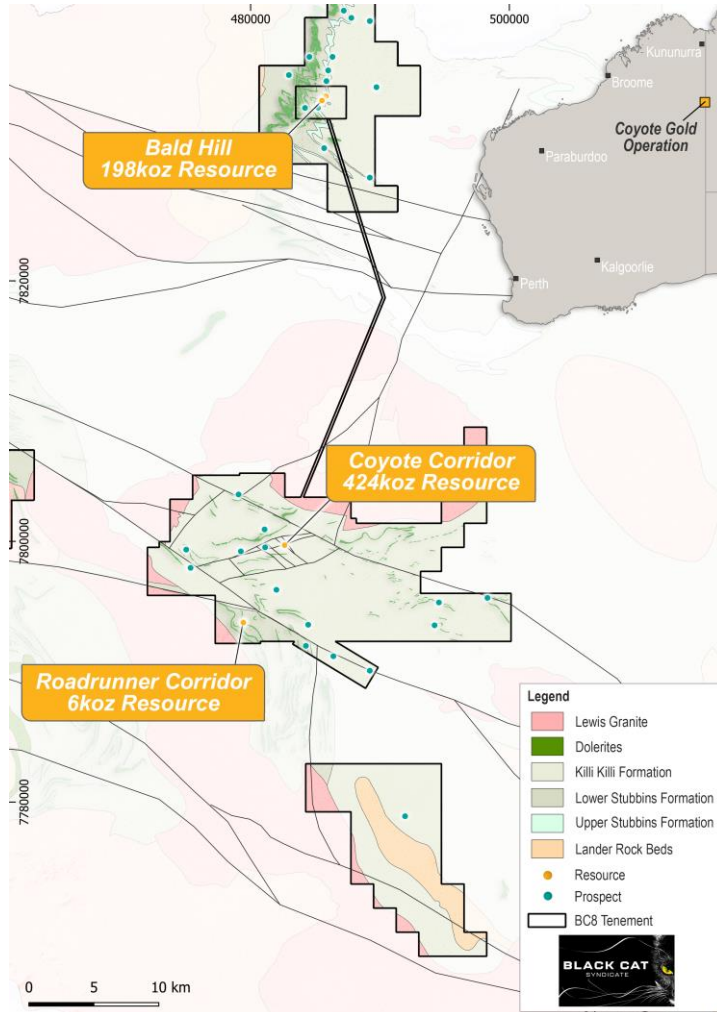 480000
500000
Kununurra
Broome
Coyote Gold
Operation
Paraburdoo
Kalgoorlie
Perth
Bald Hill
198koz Resource
7820000
Coyote Corridor
424koz Resource
7800000
Roadrunner Corridor
6koz Resource
7780000
Legend
Lewis Granite
Dolerites
Killi Killi Formation
Lower Stubbins Formation
Upper Stubbins Formation
Lander Rock Beds
Resource
Prospect
BC8 Tenement
BLACK CAT
SYNDICATE
0 5 10 km